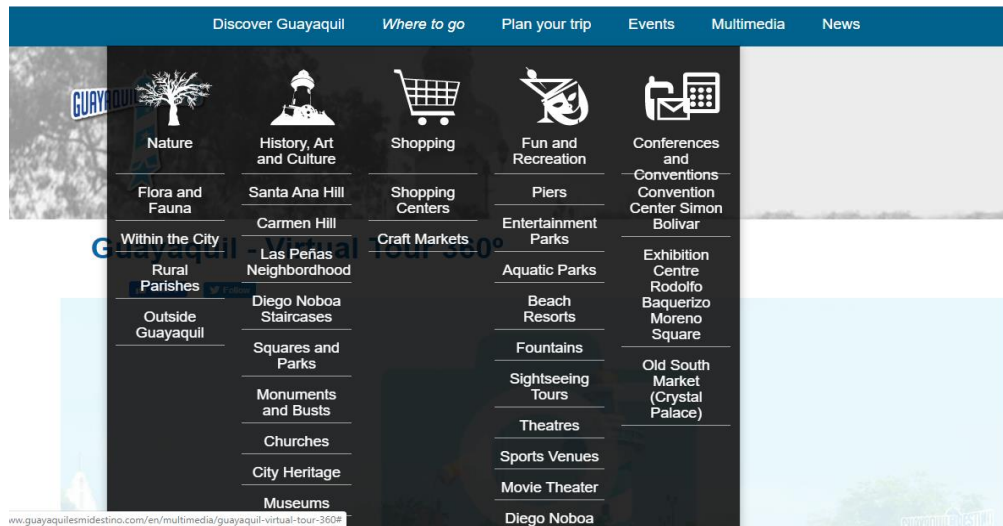 Discover Guayaquil Where to go Plan your trip Events Multimedia News
Nature
Flora and
Fauna
Within the City
Rural
Parishes
Outside
Guayaquil
History, Art
and Culture
Santa Ana Hill
Carmen Hill
Las Peñas
Neighbordhood
Diego Noboa
Staircases
Squares and
Parks
Monuments
and Busts
Churches
City Heritage
Museums
Shopping
Shopping
Centers
Craft Markets
Fun and
Recreation
Piers
Entertainment
Parks
Aquatic Parks
Beach
Resorts
Fountains
Sightseeing
Tours
Theatres
Sports Venues
Movie Theater
Diego Noboa
Conferences
and
Conventions
Convention
Center Simon
Bolivar
Exhibition
Centre
Rodolfo
Baquerizo
Moreno
Square
Old South
Market
(Crystal
Palace)
GUAYAQUIL
Guayaquil - Virtual Tour 360º
Follow
ww.guayaquilesmidestino.com/en/multimedia/guayaquil-virtual-tour-360#